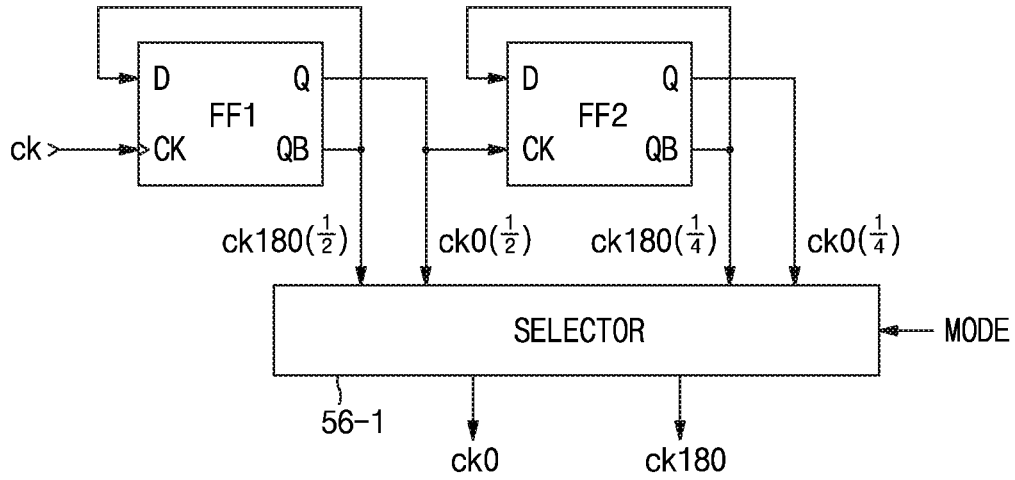 D Q D Q
FF1 FF2
ck CK QB CK QB
ck180(1/2) ck0(1/2) ck180(1/4) ck0(1/4)
SELECTOR MODE
56-1
ck0 ck180